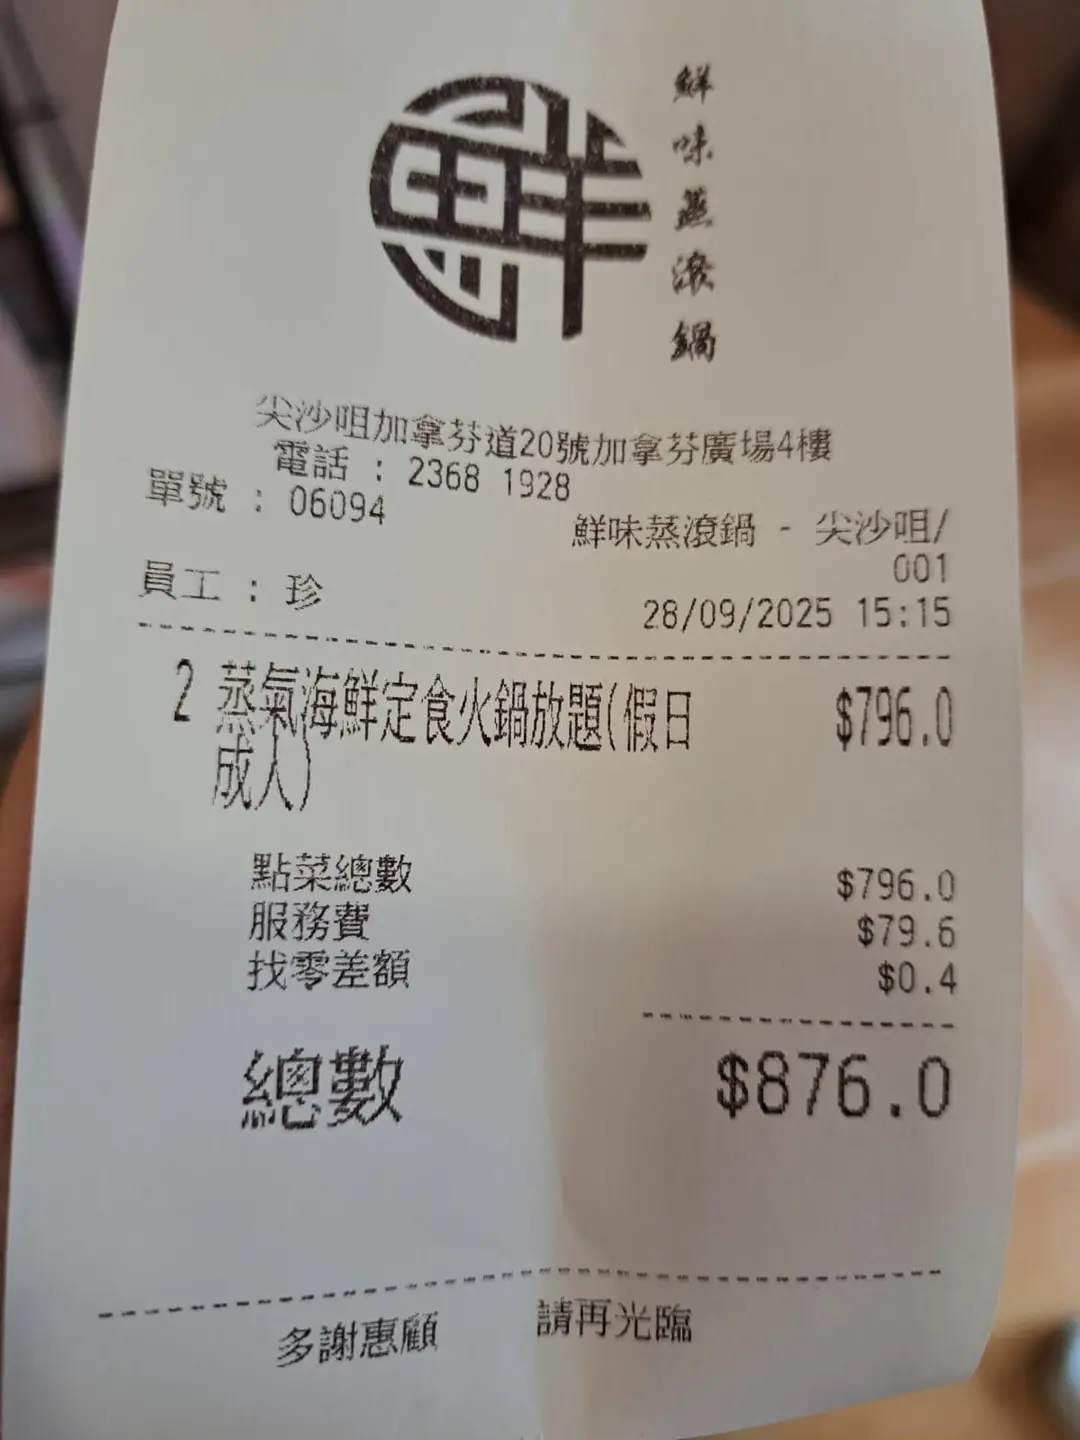 鮮
鮮味蒸滾鍋
尖沙咀加拿芬道20號加拿芬廣場4樓
電話 : 2368 1928
單號 : 06094
鮮味蒸滾鍋 - 尖沙咀/
001
員工 : 珍
28/09/2025 15:15
2 蒸氣海鮮定食火鍋放題(假日 $796.0
成人)
點菜總數 $796.0
服務費 $79.6
找零差額 $0.4
總數 $876.0
多謝惠顧 請再光臨